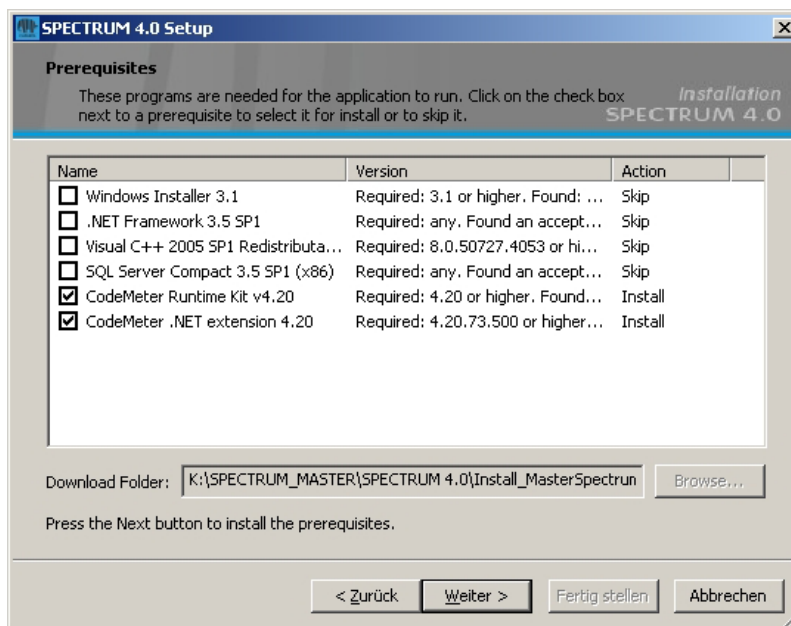 SPECTRUM 4.0 Setup
Prerequisites
These programs are needed for the application to run. Click on the check box
next to a prerequisite to select it for install or to skip it.
Installation
SPECTRUM 4.0
Name Version Action
Windows Installer 3.1 Required: 3.1 or higher. Found: ... Skip
.NET Framework 3.5 SP1 Required: any. Found an accept... Skip
Visual C++ 2005 SP1 Redistributa... Required: 8.0.50727.4053 or hi... Skip
SQL Server Compact 3.5 SP1 (x86) Required: any. Found an accept... Skip
CodeMeter Runtime Kit v4.20 Required: 4.20 or higher. Found... Install
CodeMeter .NET extension 4.20 Required: 4.20.73.500 or higher... Install
Download Folder: K:\SPECTRUM_MASTER\SPECTRUM 4.0\Install_MasterSpectrun Browse...
Press the Next button to install the prerequisites.
< Zurück Weiter > Fertig stellen Abbrechen